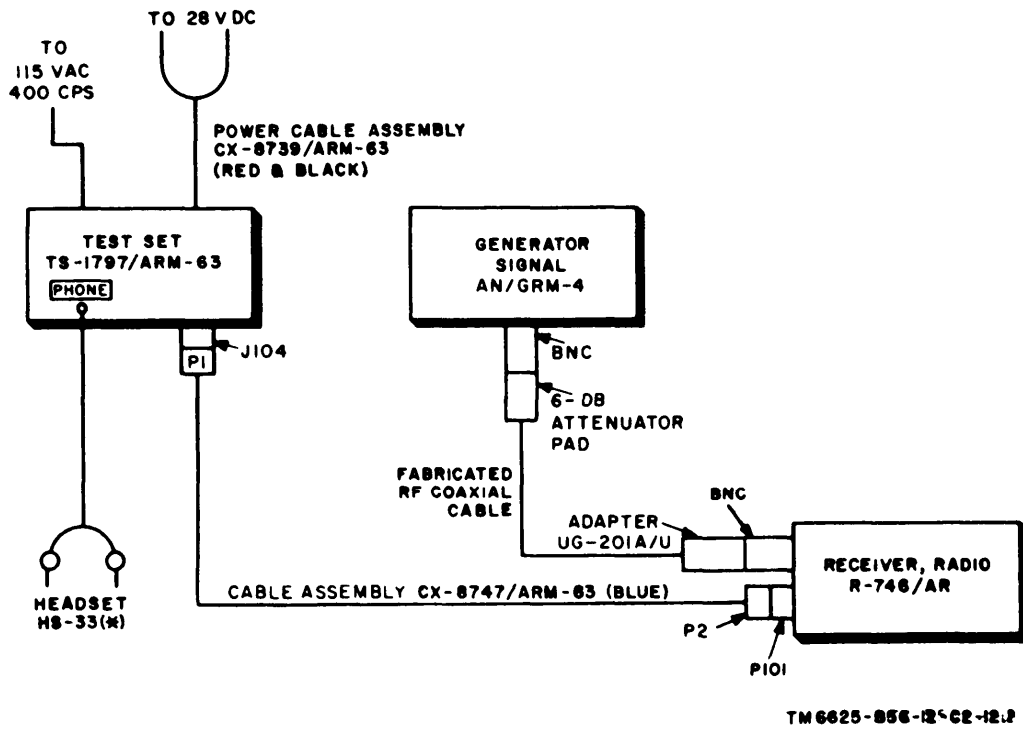 TO 28 V DC
TO
115 VAC
400 CPS
POWER CABLE ASSEMBLY
CX-8739/ARM-63
(RED & BLACK)
TEST SET
TS-1797/ARM-63
PHONE
P1
J104
GENERATOR
SIGNAL
AN/GRM-4
BNC
6-DB
ATTENUATOR
PAD
FABRICATED
RF COAXIAL
CABLE
BNC
ADAPTER
UG-201A/U
RECEIVER, RADIO
R-746/AR
CABLE ASSEMBLY CX-8747/ARM-63 (BLUE)
HEADSET
HS-33(*)
P2
P101